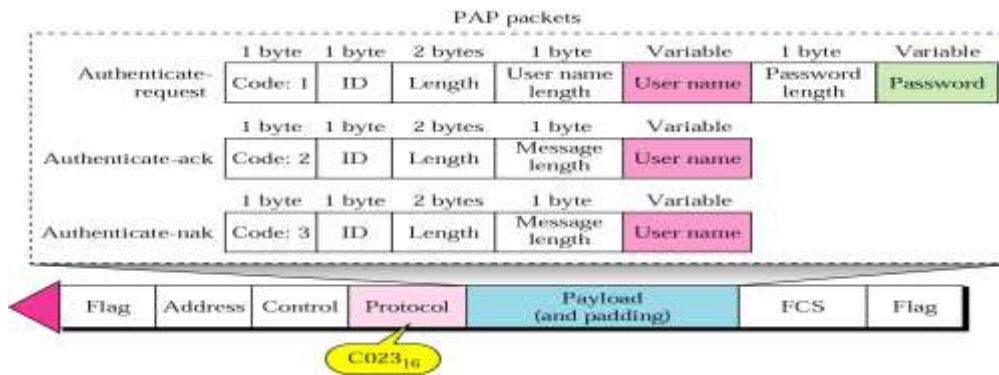 PAP packets
1 byte 1 byte 2 bytes 1 byte Variable 1 byte Variable
Authenticate-request Code: 1 ID Length User name length User name Password length Password
1 byte 1 byte 2 bytes 1 byte Variable
Authenticate-ack Code: 2 ID Length Message length User name
1 byte 1 byte 2 bytes 1 byte Variable
Authenticate-nak Code: 3 ID Length Message length User name
Flag Address Control Protocol Payload (and padding) FCS Flag
C023₁₆